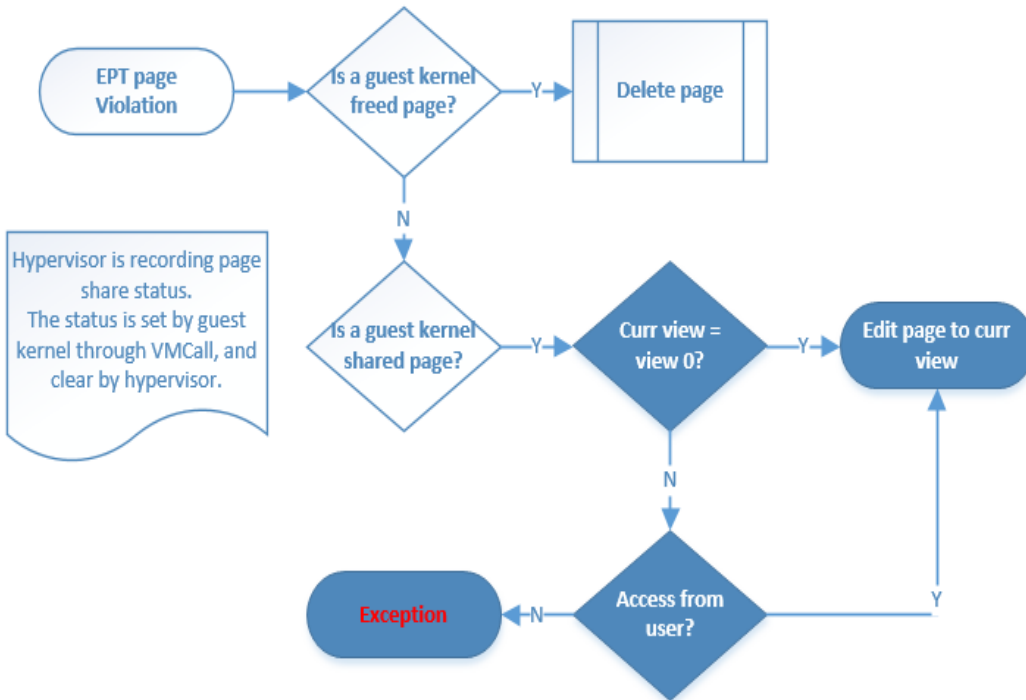 EPT page
Violation
Is a guest kernel
freed page?
Y
Delete page
N
Hypervisor is recording page
share status.
The status is set by guest
kernel through VMCall, and
clear by hypervisor.
Is a guest kernel
shared page?
Y
Curr view =
view 0?
Y
Edit page to curr
view
N
Access from
user?
Y
N
Exception